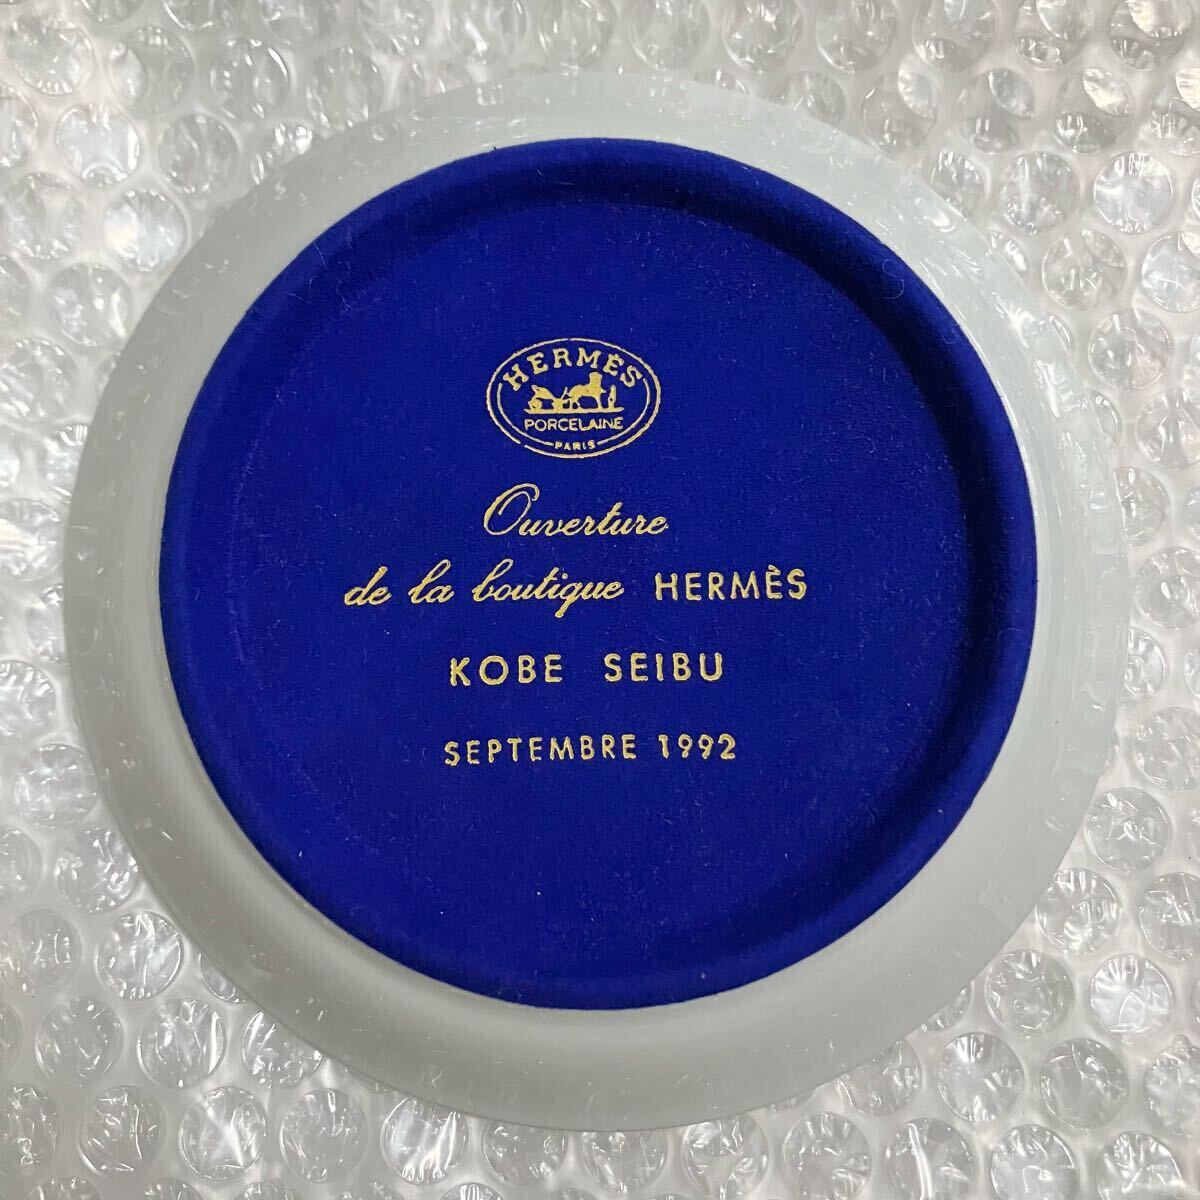 HERMÈS
PORCELAINE
PARIS
Ouverture
de la boutique HERMÈS
KOBE SEIBU
SEPTEMBRE 1992